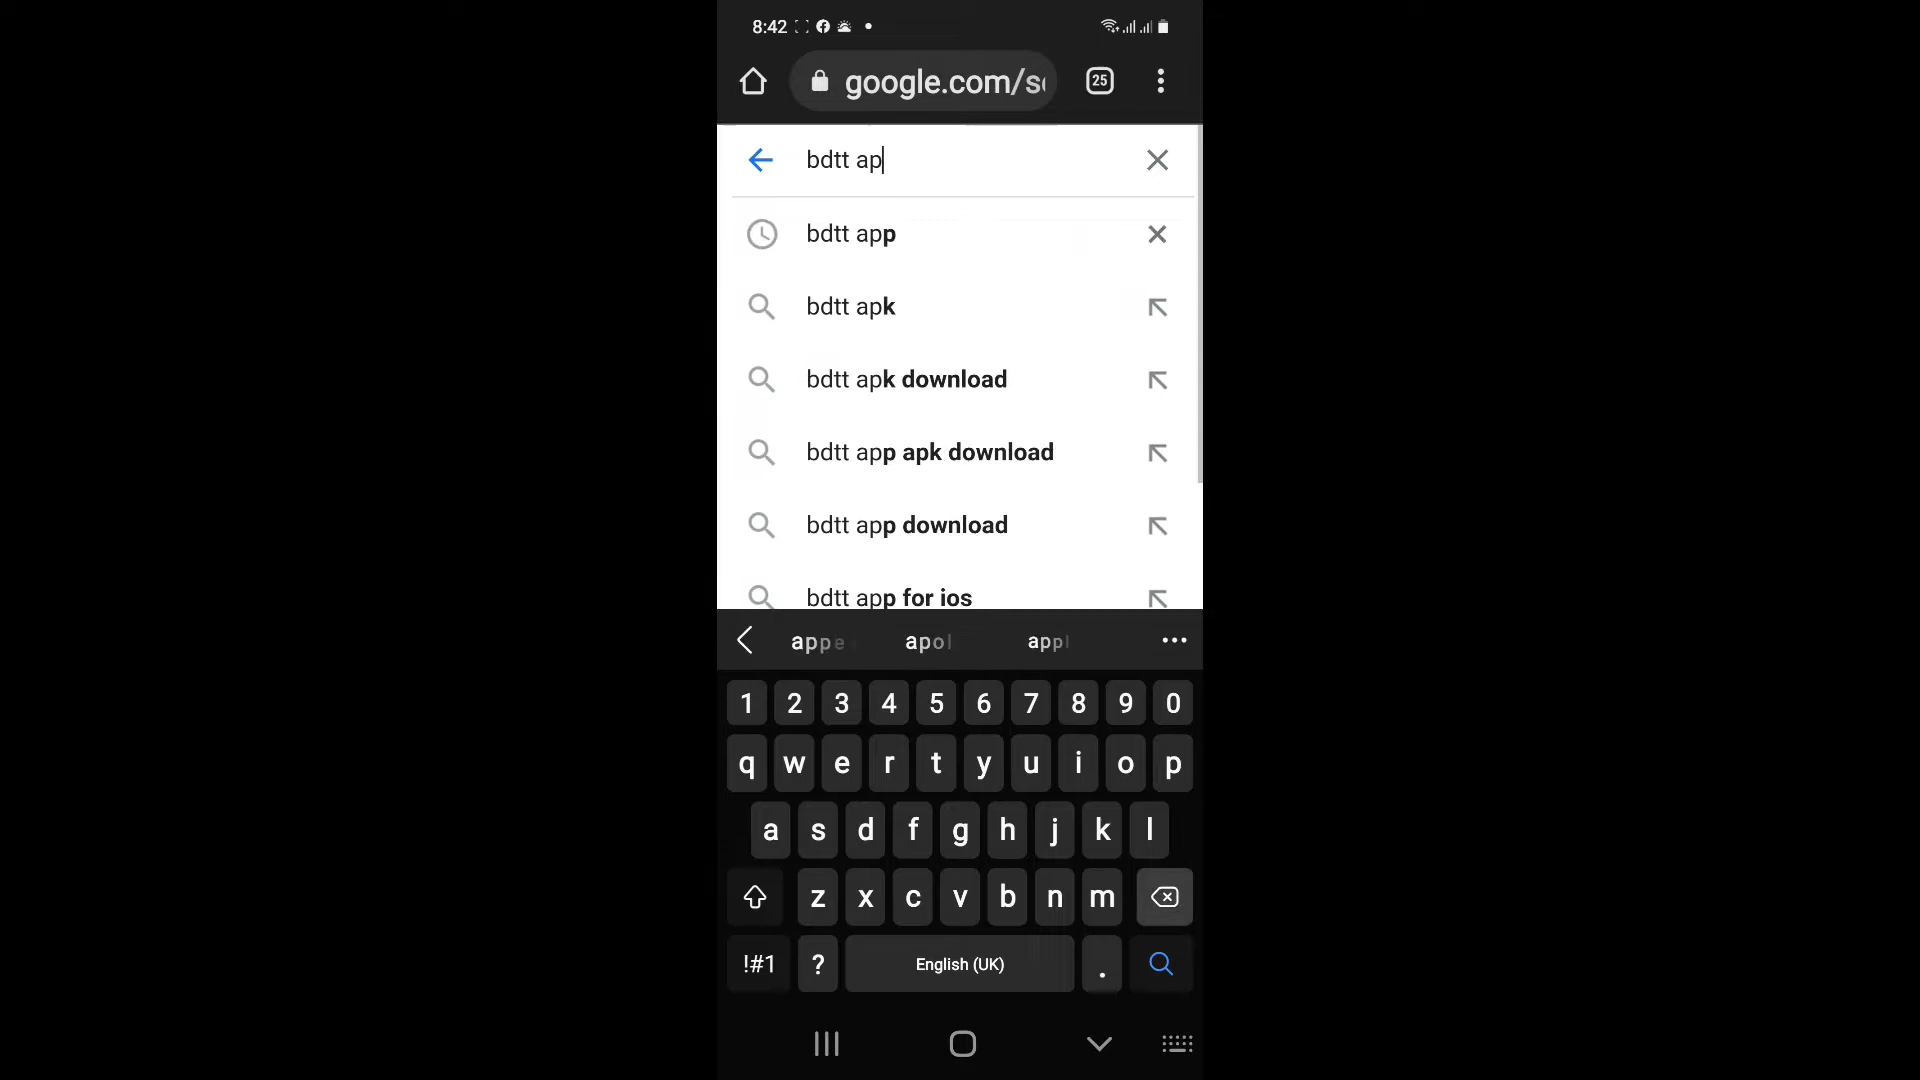 8:42
google.com/s
25
bdtt ap
bdtt app
bdtt apk
bdtt apk download
bdtt app apk download
bdtt app download
bdtt app for ios
appe apol appl
1 2 3 4 5 6 7 8 9 0
q w e r t y u i o p
a s d f g h j k l
z x c v b n m
!#1 ? English (UK) .